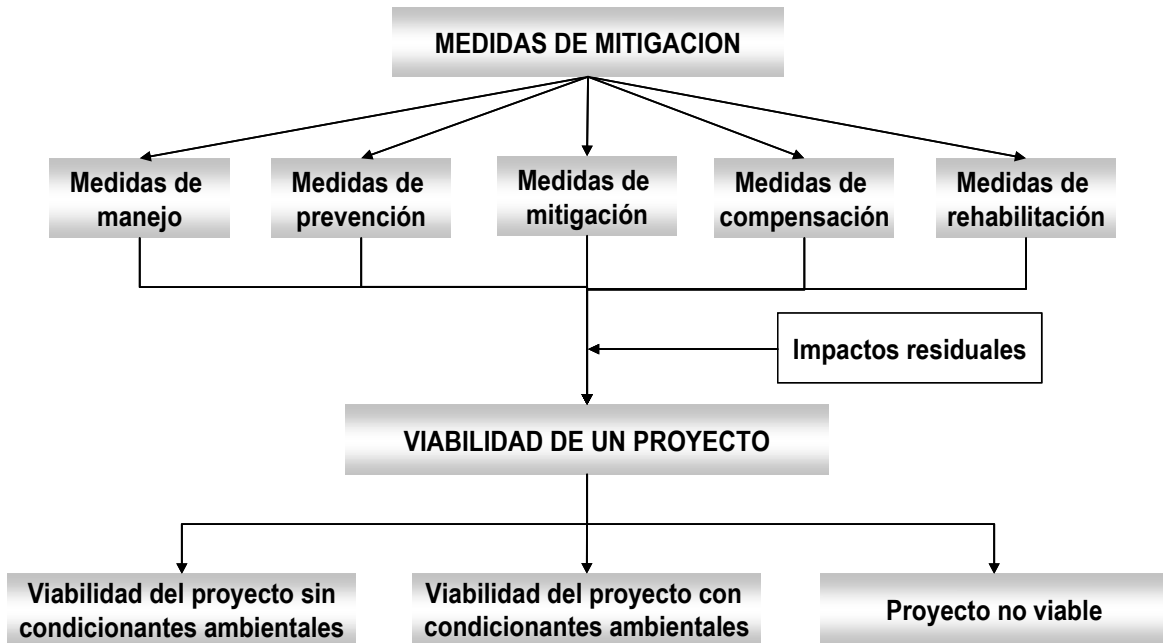 MEDIDAS DE MITIGACION
Medidas de
manejo
Medidas de
prevención
Medidas de
mitigación
Medidas de
compensación
Medidas de
rehabilitación
Impactos residuales
VIABILIDAD DE UN PROYECTO
Viabilidad del proyecto sin
condicionantes ambientales
Viabilidad del proyecto con
condicionantes ambientales
Proyecto no viable